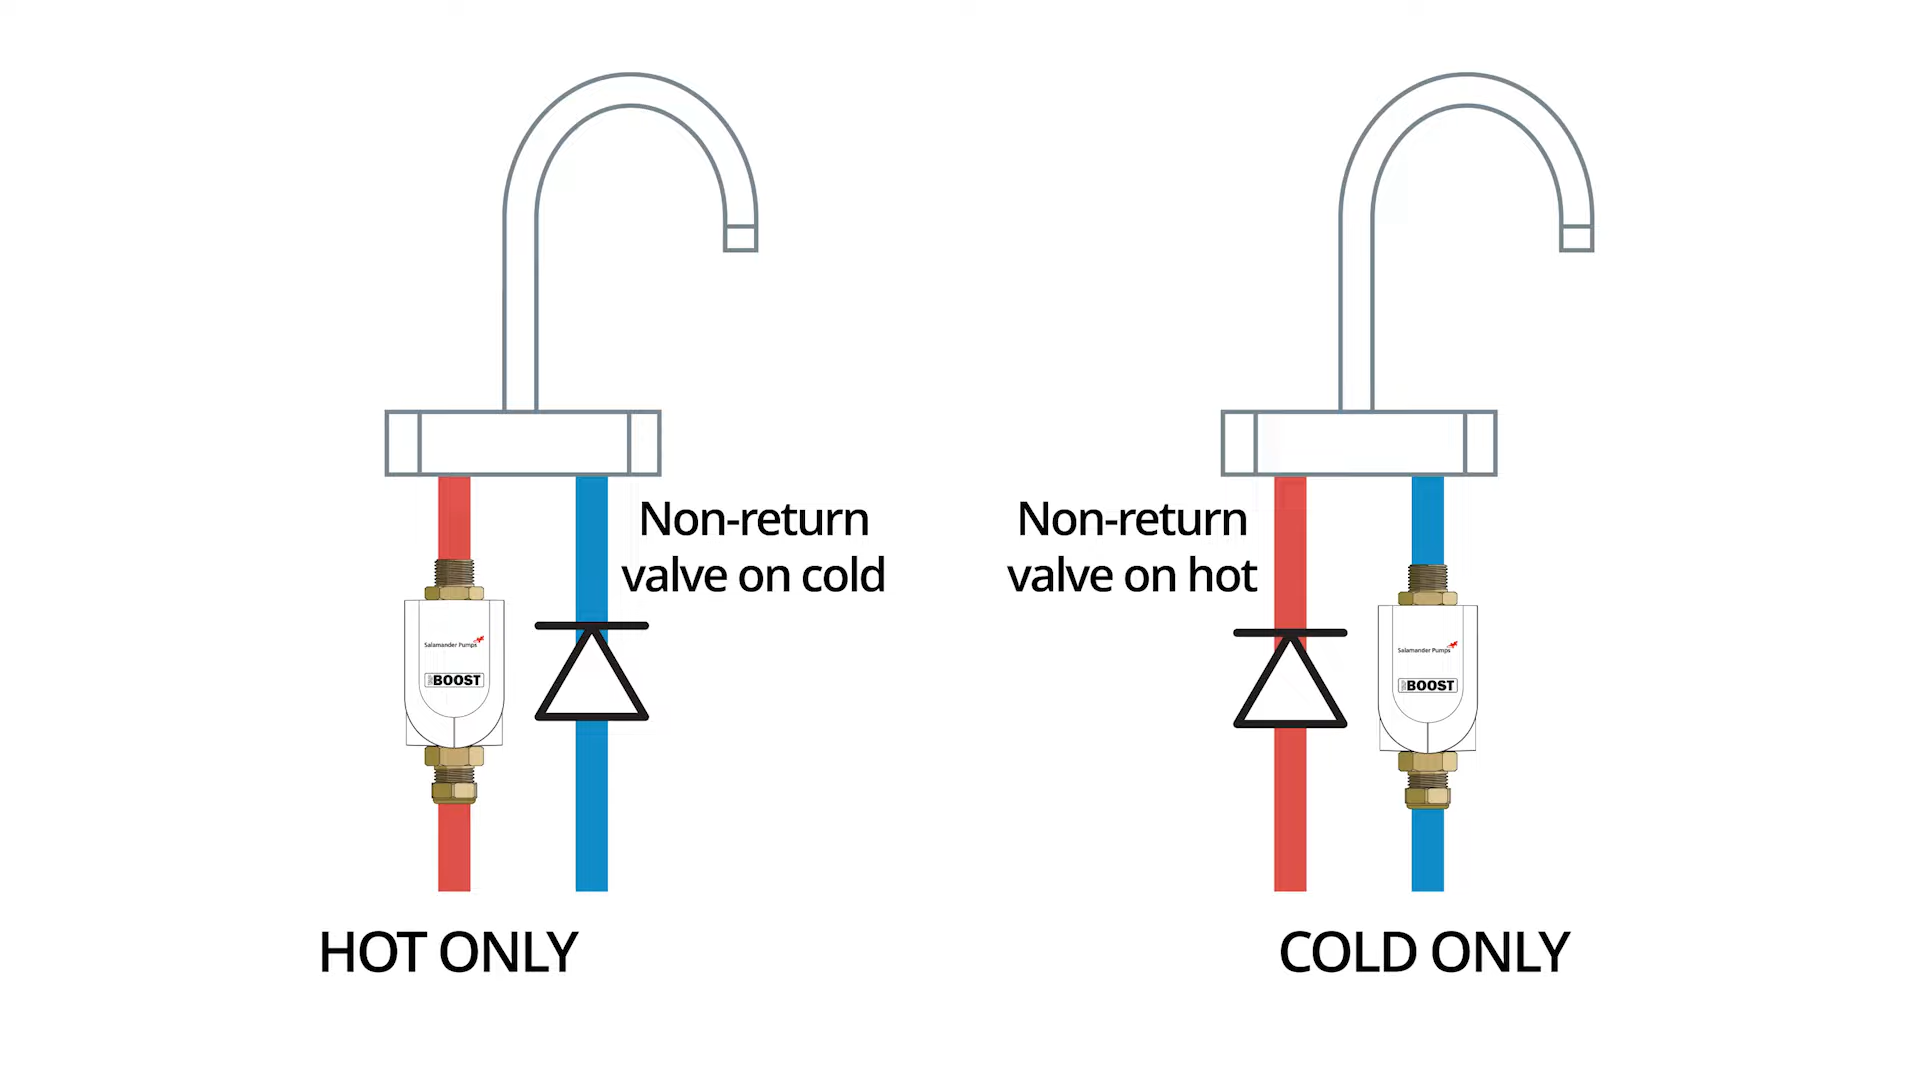 Non-return
valve on cold
Non-return
valve on hot
Salamander Pumps
BOOST
Salamander Pumps
BOOST
HOT ONLY
COLD ONLY